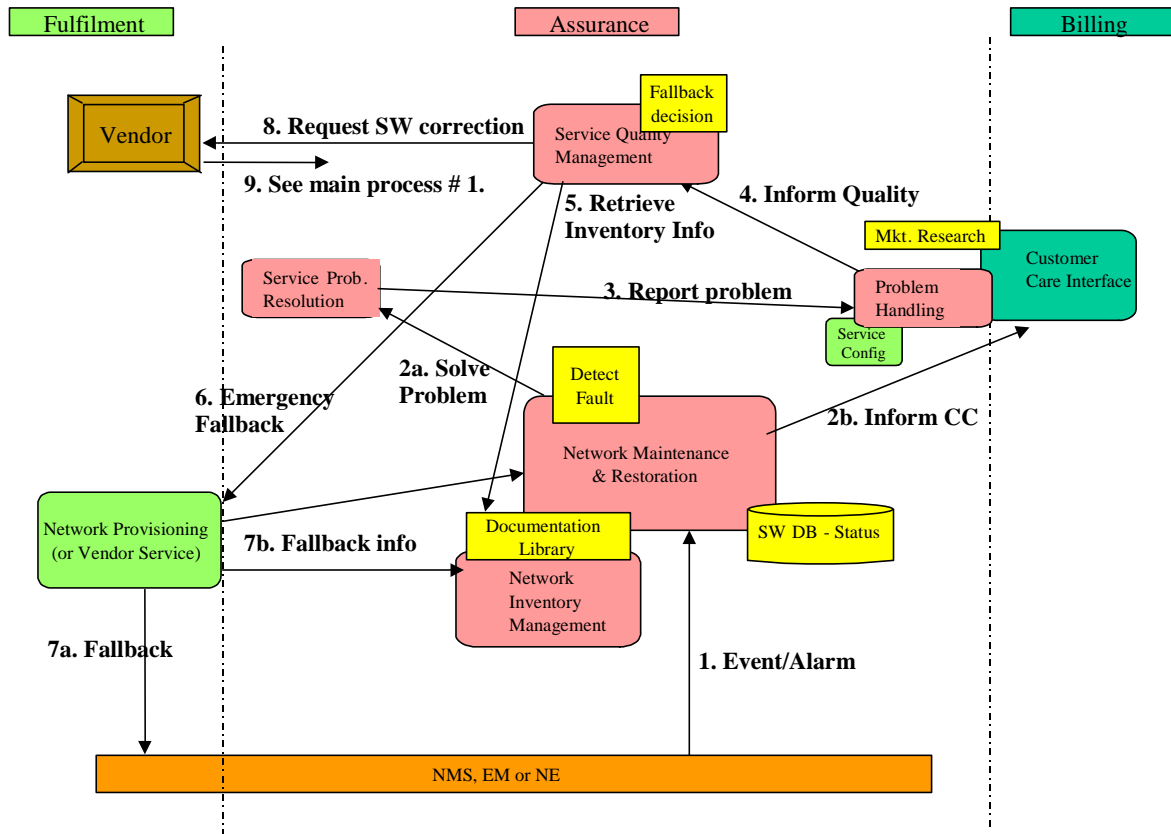 Fulfilment
Assurance
Billing
Vendor
8. Request SW correction
Fallback
decision
Service Quality
Management
9. See main process # 1.
5. Retrieve
Inventory Info
4. Inform Quality
Mkt. Research
Customer
Care Interface
Service Prob.
Resolution
3. Report problem
Problem
Handling
Service
Config
2a. Solve
Problem
Detect
Fault
6. Emergency
Fallback
2b. Inform CC
Network Maintenance
& Restoration
Network Provisioning
(or Vendor Service)
7b. Fallback info
Documentation
Library
SW DB - Status
Network
Inventory
Management
7a. Fallback
1. Event/Alarm
NMS, EM or NE